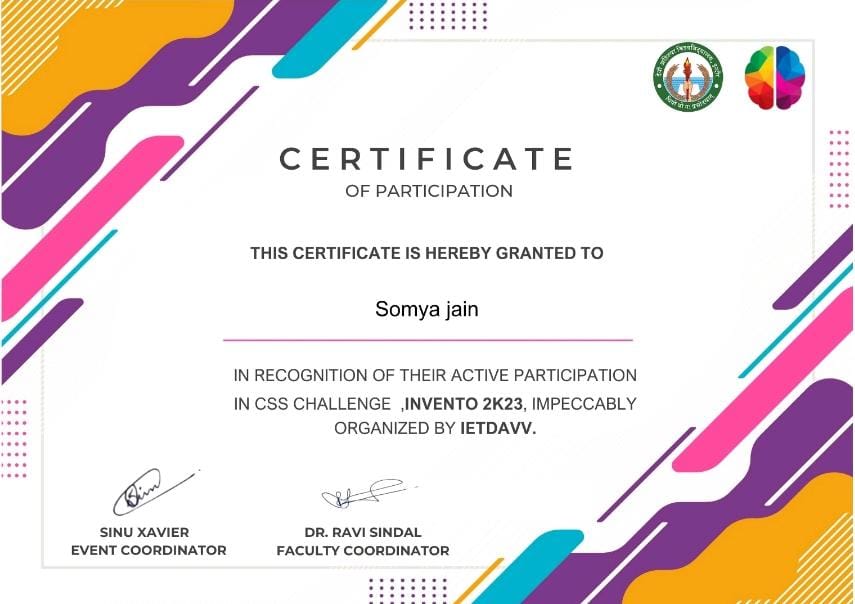 CERTIFICATE
OF PARTICIPATION
THIS CERTIFICATE IS HEREBY GRANTED TO
Somya jain
IN RECOGNITION OF THEIR ACTIVE PARTICIPATION
IN CSS CHALLENGE ,INVENTO 2K23, IMPECCABLY
ORGANIZED BY IETDAVV.
SINU XAVIER
EVENT COORDINATOR
DR. RAVI SINDAL
FACULTY COORDINATOR